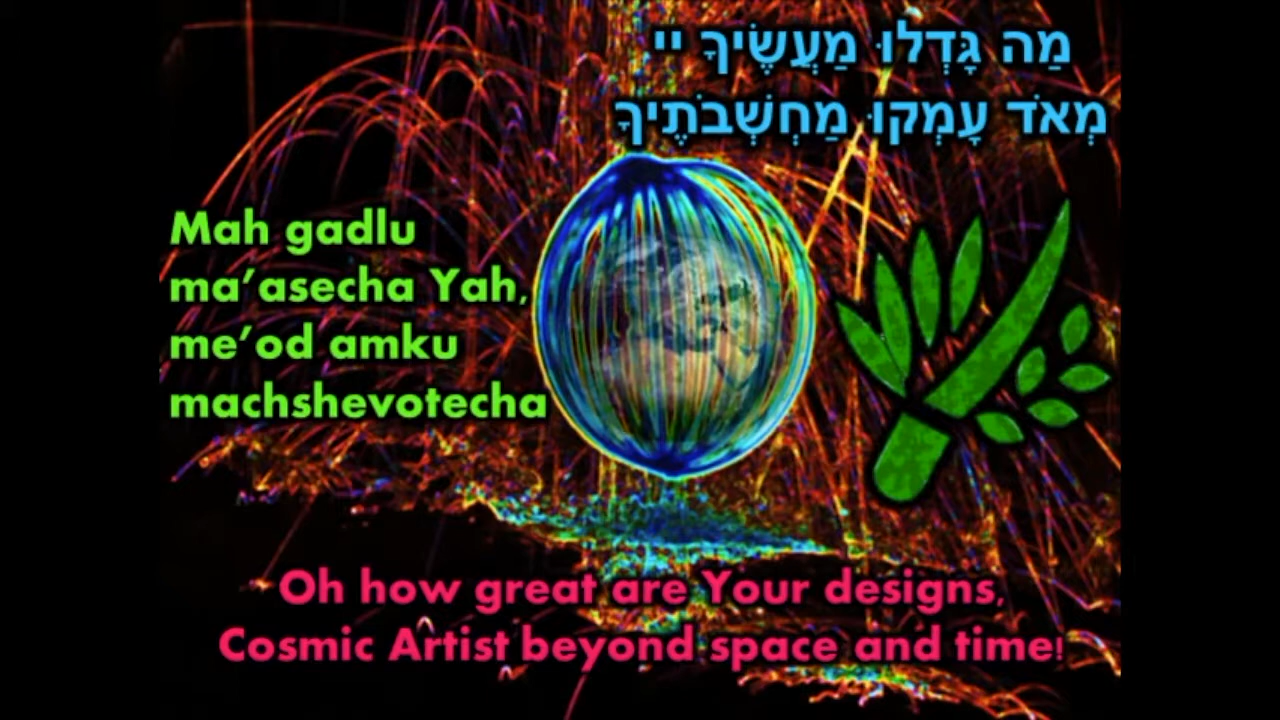 מַה גָּדְלוּ מַעֲשֶׂיךָ יי
מְאֹד עָמְקוּ מַחְשְׁבֹתֶיךָ
Mah gadlu
ma’asecha Yah,
me’od amku
machshevotecha
Oh how great are Your designs,
Cosmic Artist beyond space and time!